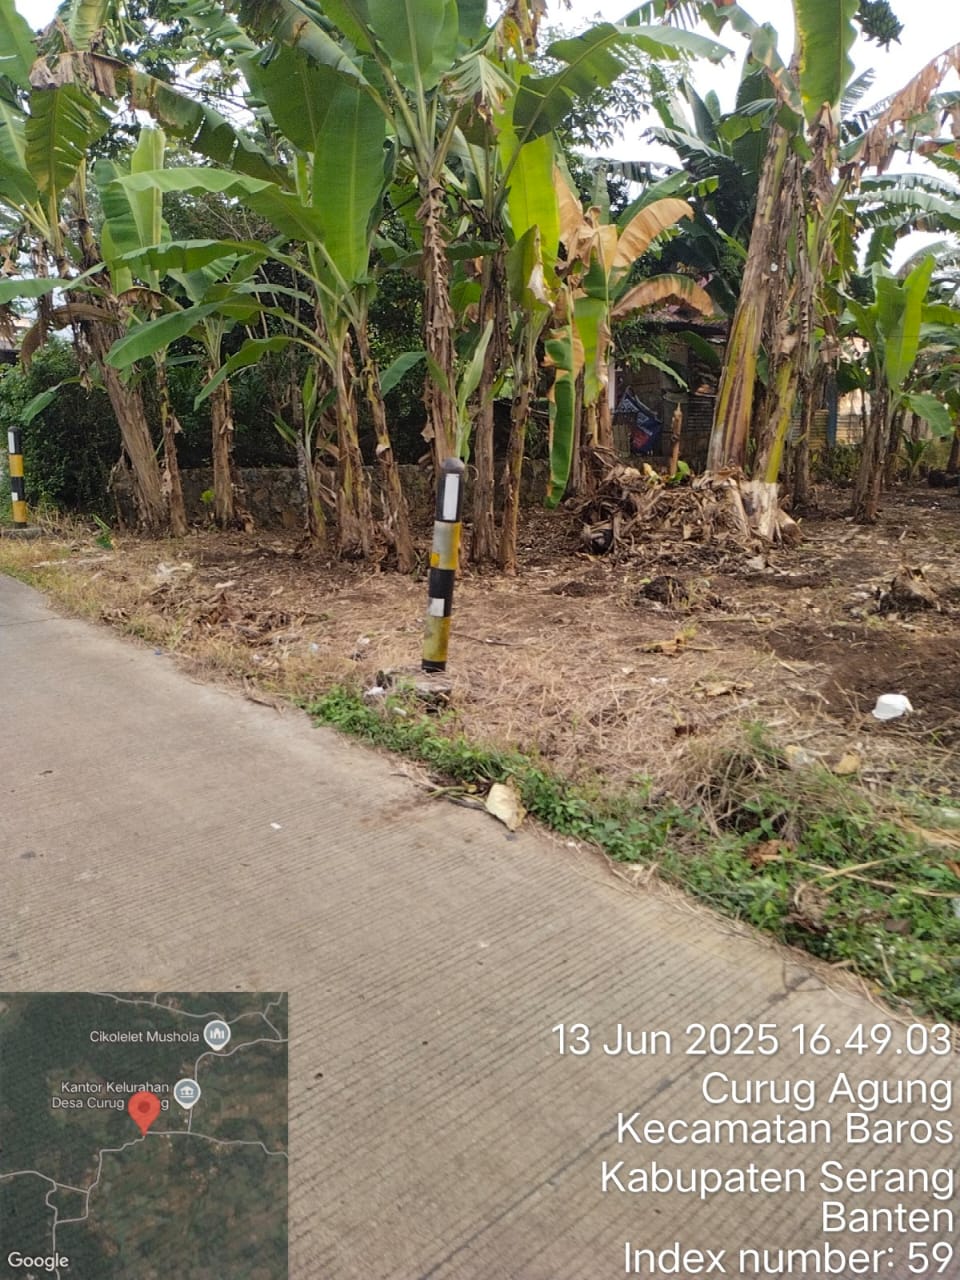 Cikolelet Mushola
Kantor Kelurahan
Desa Curug
g
13 Jun 2025 16.49.03
Curug Agung
Kecamatan Baros
Kabupaten Serang
Banten
Index number: 59
Google